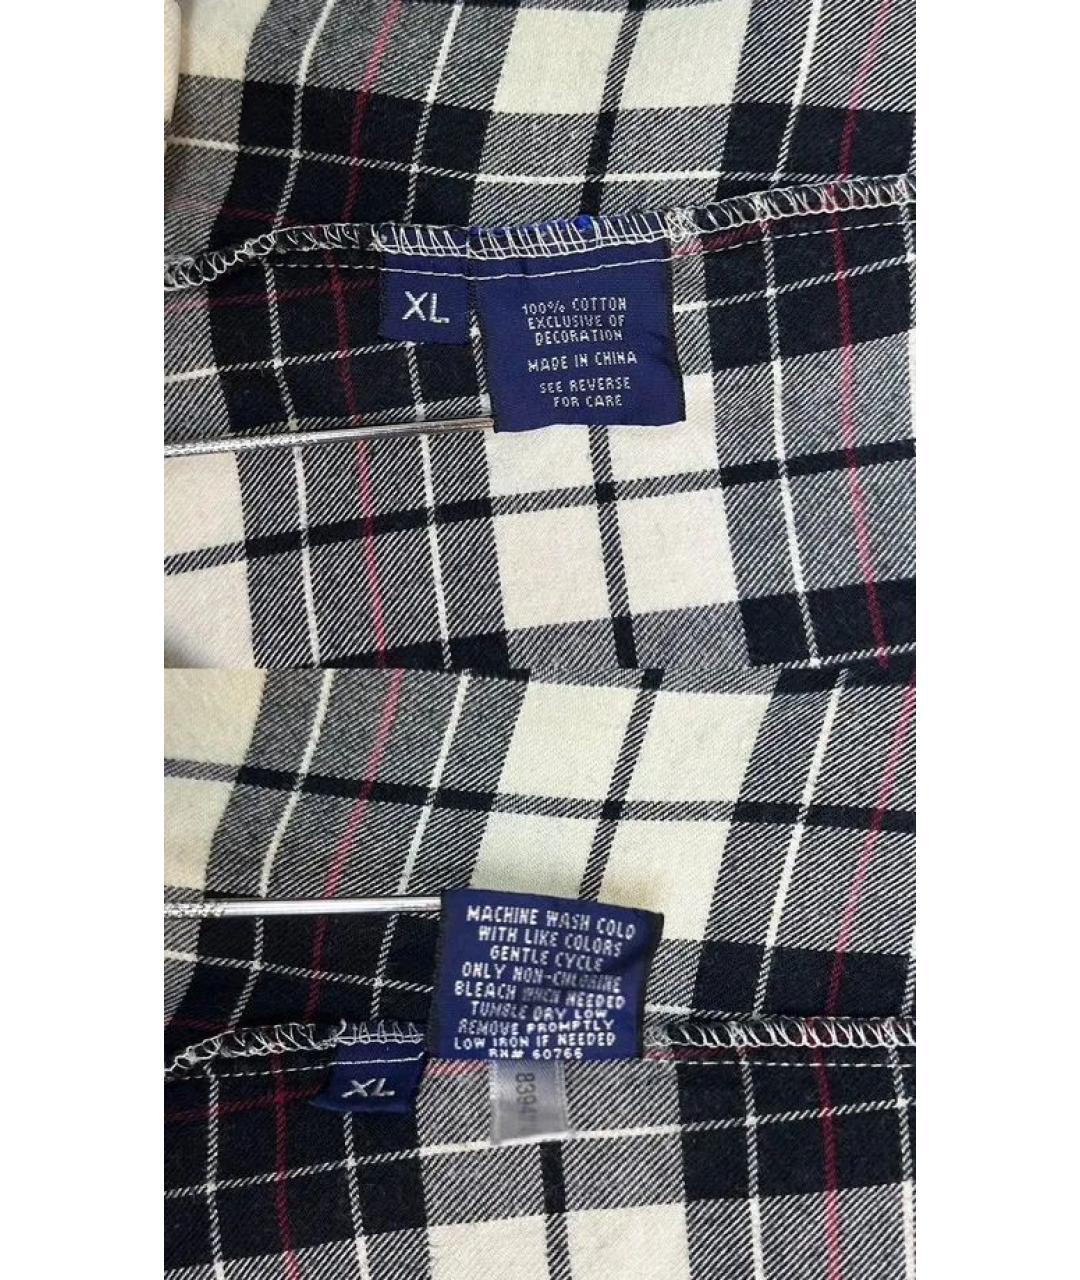 XL
100% COTTON
EXCLUSIVE OF
DECORATION
MADE IN CHINA
SEE REVERSE
FOR CARE
MACHINE WASH COLD
WITH LIKE COLORS
GENTLE CYCLE
ONLY NON-CHLORINE
BLEACH WHEN NEEDED
TUMBLE DRY LOW
REMOVE PROMPTLY
LOW IRON IF NEEDED
RN# 60766
XL